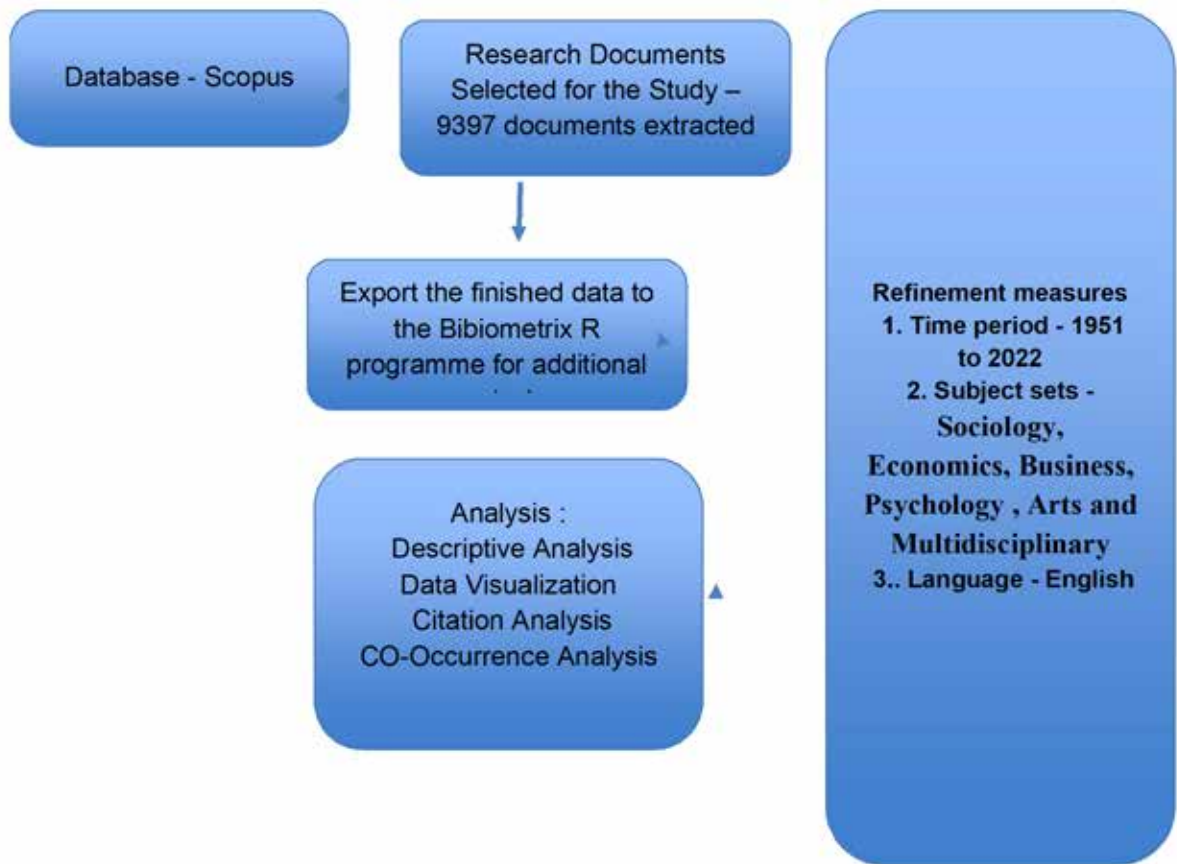 Database - Scopus
Research Documents
Selected for the Study –
9397 documents extracted
Export the finished data to
the Bibiometrix R
programme for additional
Analysis :
Descriptive Analysis
Data Visualization
Citation Analysis
CO-Occurrence Analysis
Refinement measures
1. Time period - 1951
to 2022
2. Subject sets -
Sociology,
Economics, Business,
Psychology , Arts and
Multidisciplinary
3.. Language - English